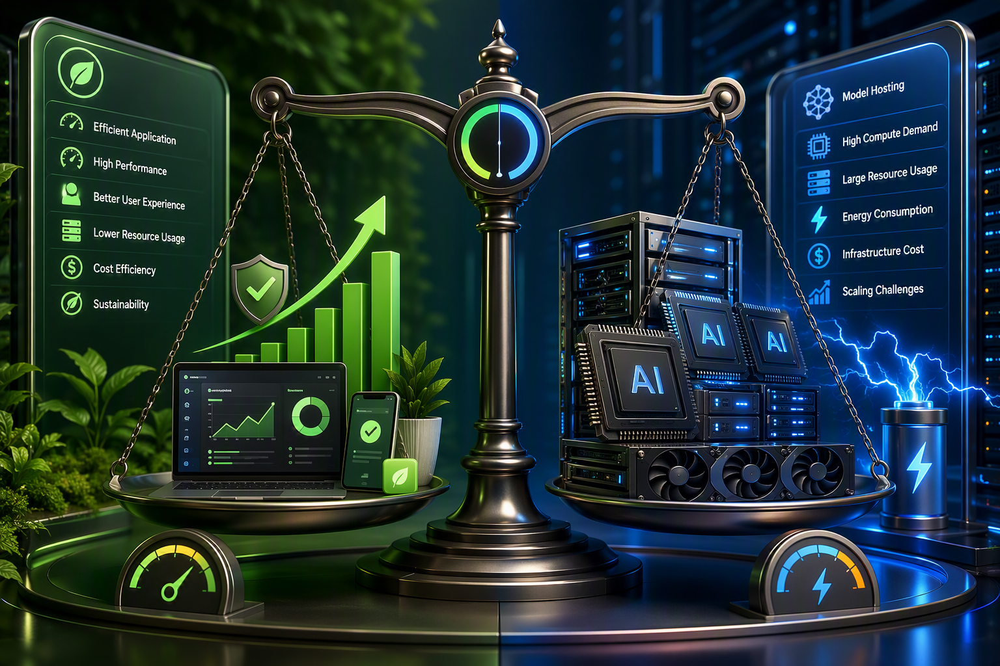 Efficient Application
High Performance
Better User Experience
Lower Resource Usage
$
Cost Efficiency
Sustainability
Model Hosting
High Compute Demand
Large Resource Usage
Energy Consumption
$
Infrastructure Cost
Scaling Challenges
AI
AI
AI